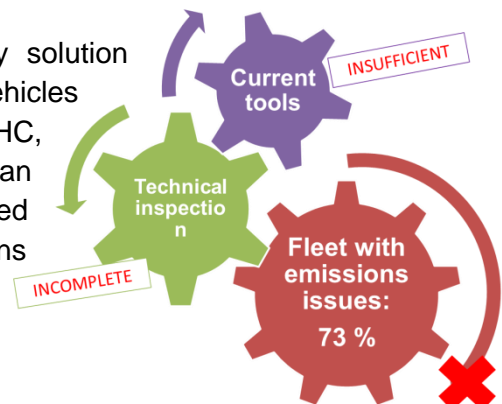 y solution
ehicles
HC,
an
ed
ns
Current
tools
INSUFFICIENT
Technical
inspectio
n
INCOMPLETE
Fleet with
emissions
issues:
73 %